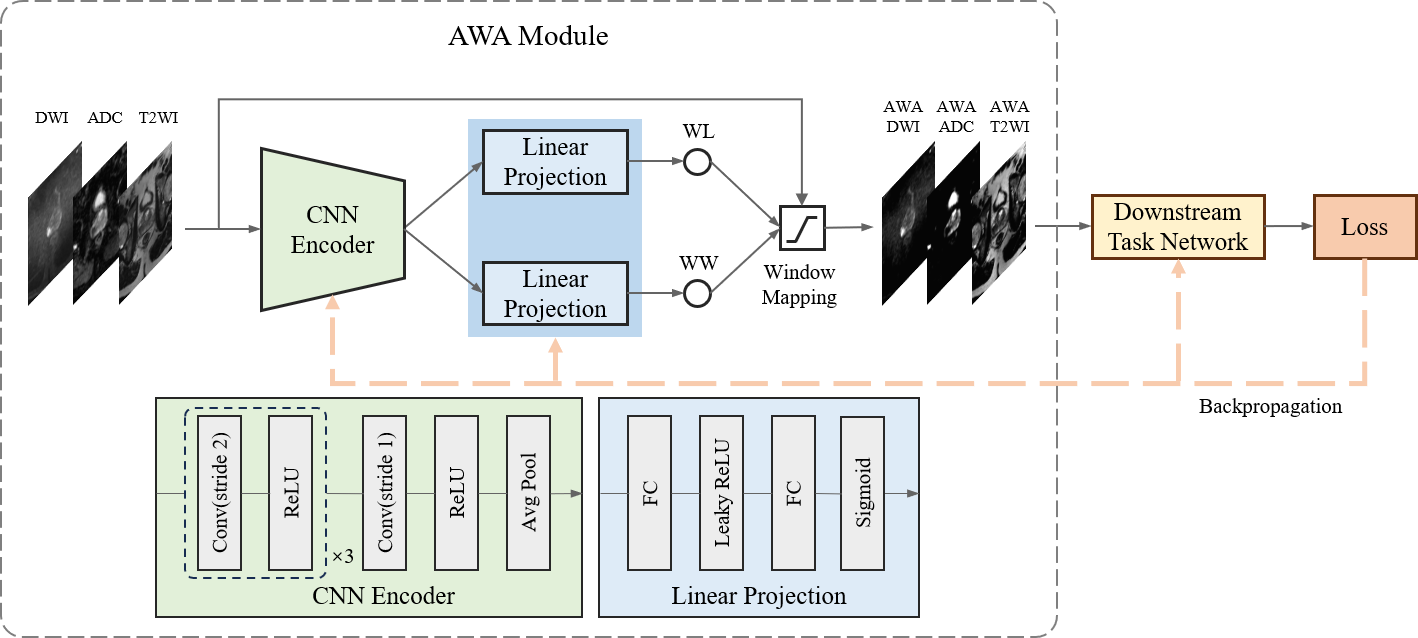 AWA Module
DWI ADC T2WI
AWA AWA AWA
DWI ADC T2WI
CNN
Encoder
Linear
Projection
Linear
Projection
WL
WW
Window
Mapping
Downstream
Task Network
Loss
Backpropagation
Conv(stride 2)
ReLU
×3
Conv(stride 1)
ReLU
Avg Pool
CNN Encoder
FC
Leaky ReLU
FC
Sigmoid
Linear Projection